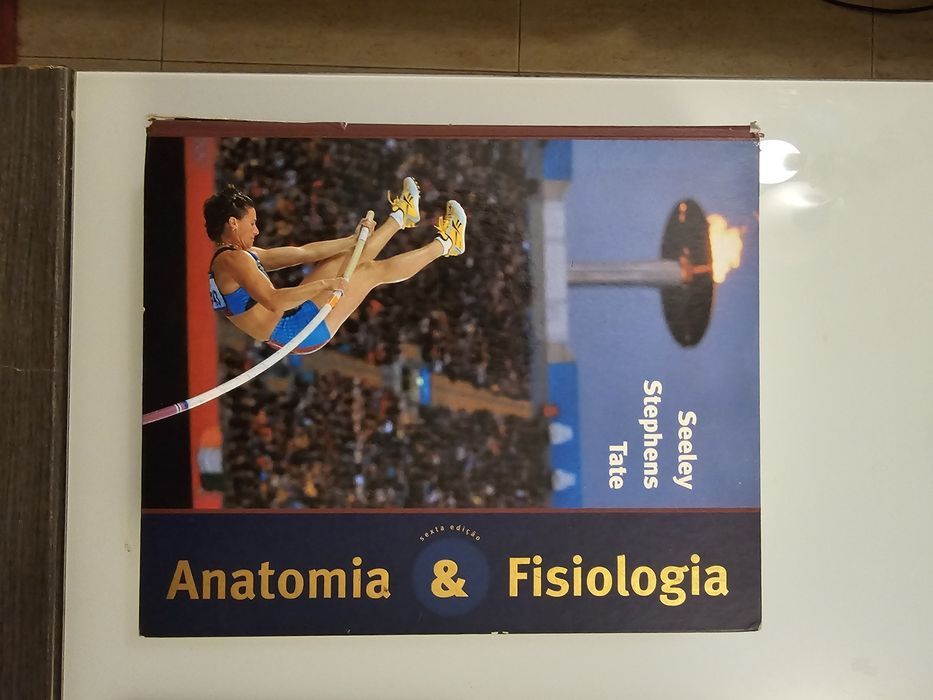 Seeley
Stephens
Tate
sexta edição
Anatomia & Fisiologia